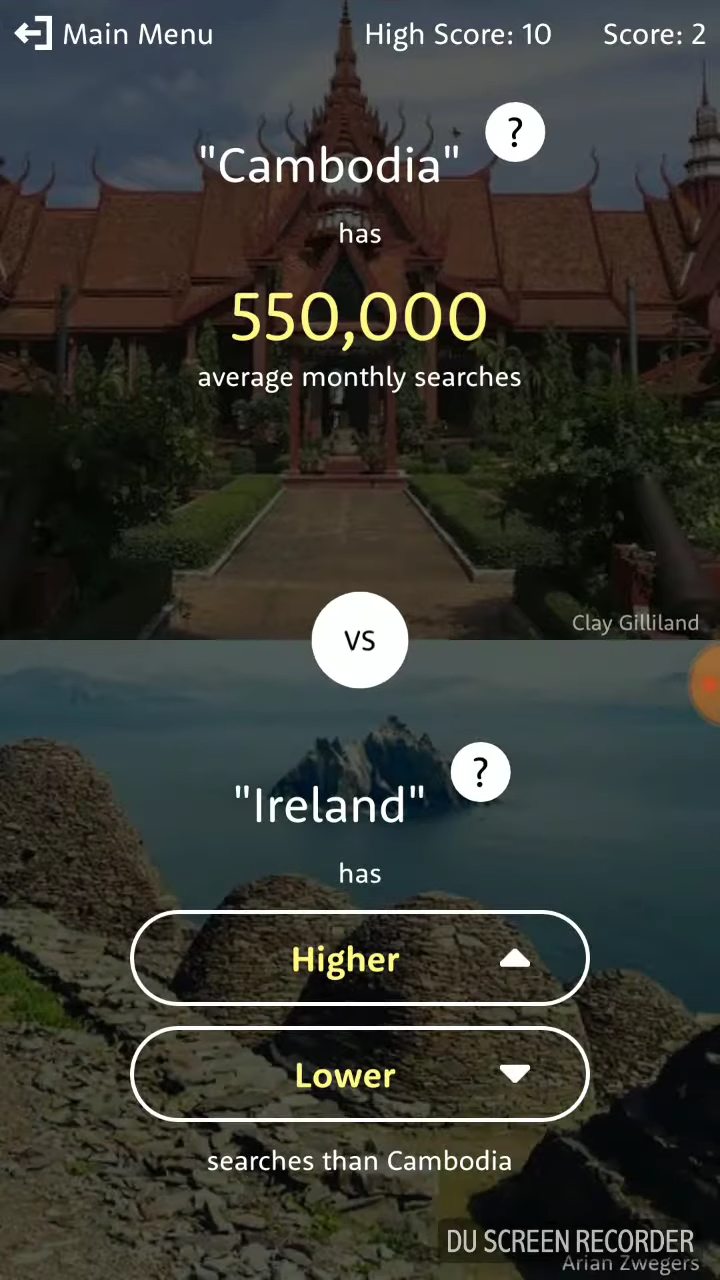 Main Menu High Score: 10 Score: 2
?
"Cambodia"
has
550,000
average monthly searches
Clay Gilliland
VS
?
"Ireland"
has
Higher
Lower
searches than Cambodia
DU SCREEN RECORDER
Arian Zwegers